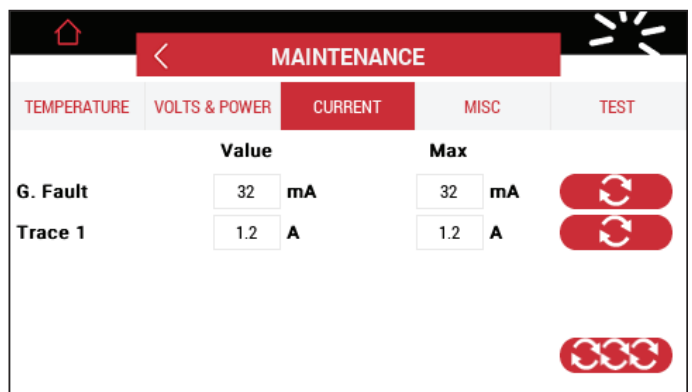 MAINTENANCE
TEMPERATURE VOLTS & POWER CURRENT MISC TEST
Value Max
G. Fault 32 mA 32 mA
Trace 1 1.2 A 1.2 A